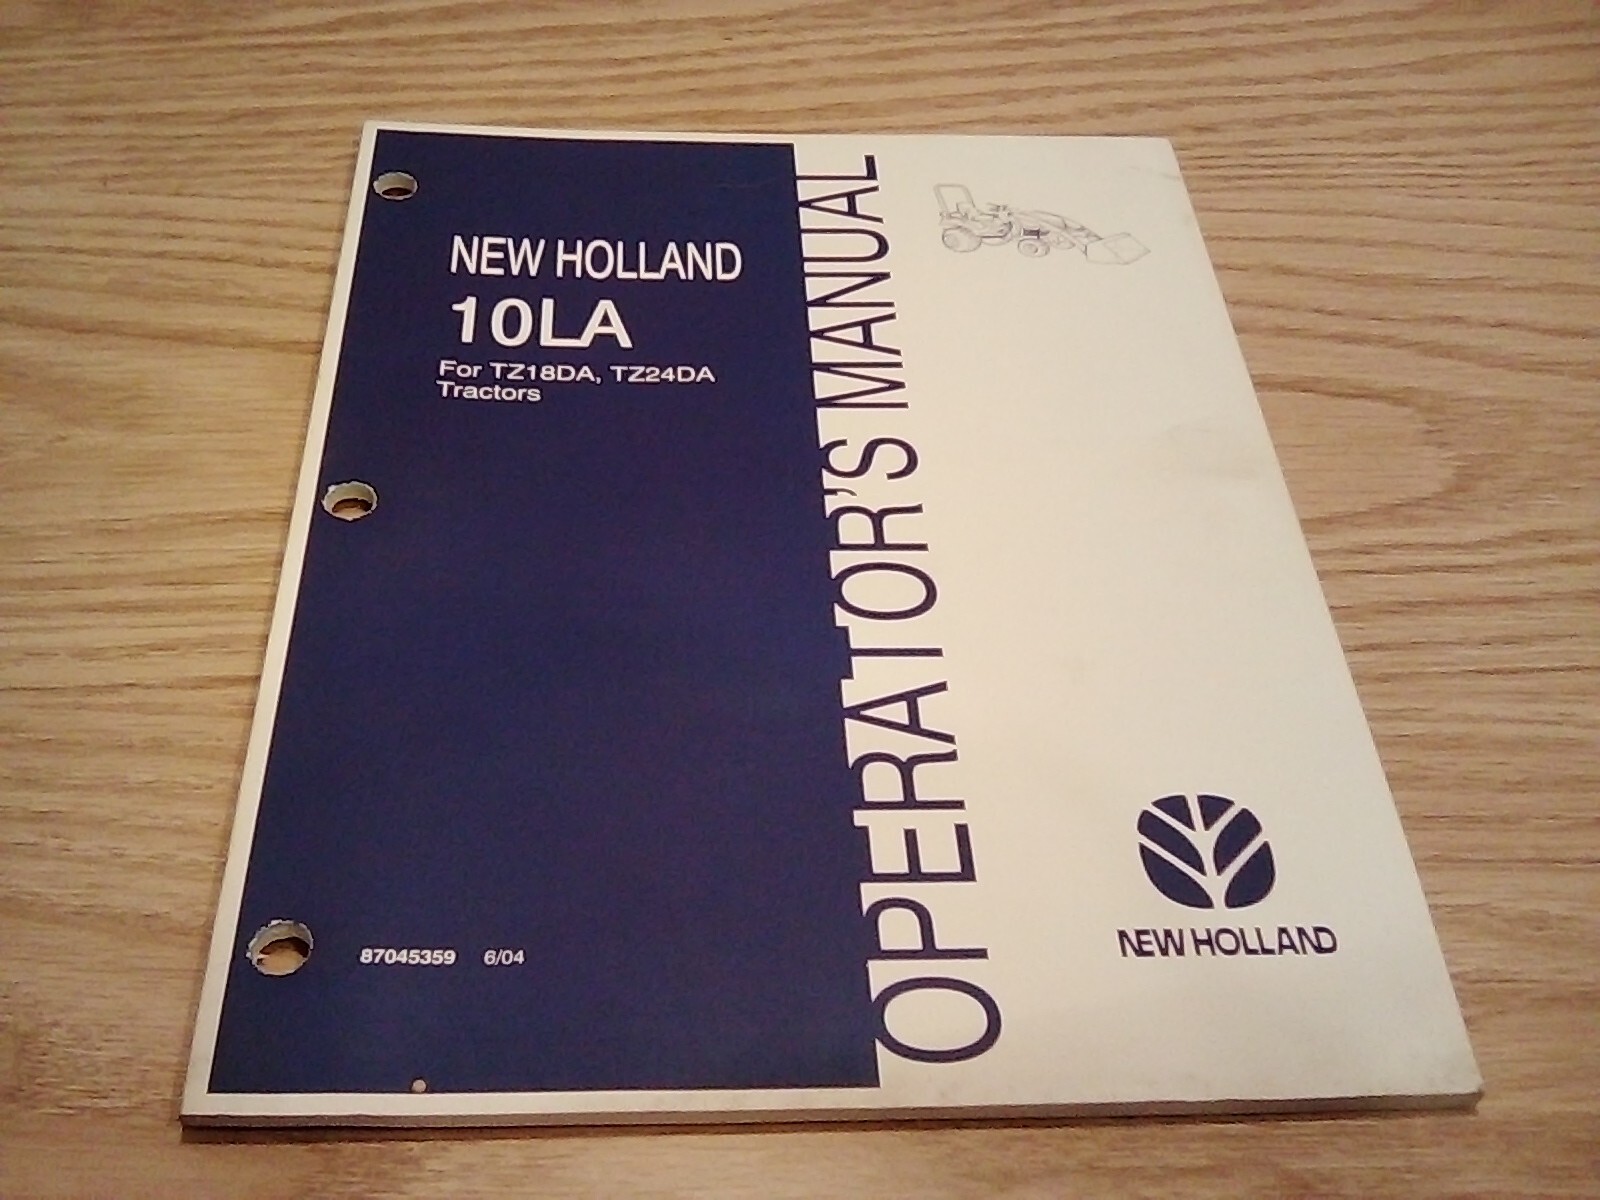 NEW HOLLAND
10LA
For TZ18DA, TZ24DA
Tractors
OPERATOR'S MANUAL
87045359 6/04
NEW HOLLAND